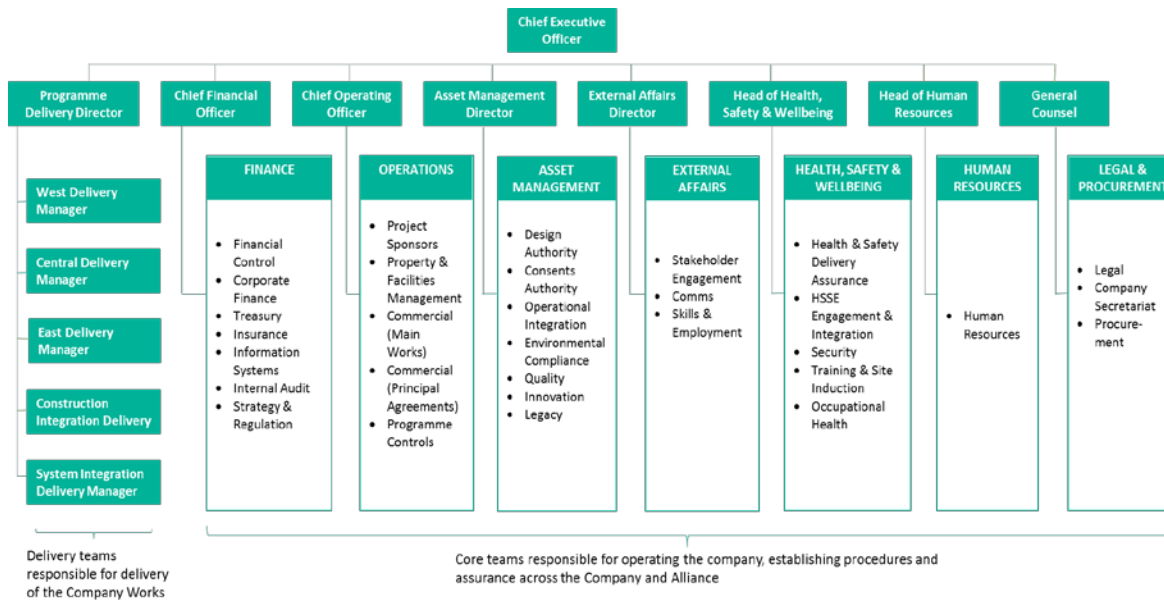 Chief Executive
Officer
Programme
Delivery Director
Chief Financial
Officer
Chief Operating
Officer
Asset Management
Director
External Affairs
Director
Head of Health,
Safety & Wellbeing
Head of Human
Resources
General
Counsel
West Delivery
Manager
Central Delivery
Manager
East Delivery
Manager
Construction
Integration Delivery
System Integration
Delivery Manager
FINANCE
• Financial
Control
• Corporate
Finance
• Treasury
• Insurance
• Information
Systems
• Internal Audit
• Strategy &
Regulation
OPERATIONS
• Project
Sponsors
• Property &
Facilities
Management
• Commercial
(Main
Works)
• Commercial
(Principal
Agreements)
• Programme
Controls
ASSET
MANAGEMENT
• Design
Authority
• Consents
Authority
• Operational
Integration
• Environmental
Compliance
• Quality
• Innovation
• Legacy
EXTERNAL
AFFAIRS
• Stakeholder
Engagement
• Comms
• Skills &
Employment
HEALTH, SAFETY &
WELLBEING
• Health & Safety
Delivery
Assurance
• HSSE
Engagement &
Integration
• Security
• Training & Site
Induction
• Occupational
Health
HUMAN
RESOURCES
• Human
Resources
LEGAL &
PROCUREMENT
• Legal
• Company
Secretariat
• Procure-
ment
Delivery teams
responsible for delivery
of the Company Works
Core teams responsible for operating the company, establishing procedures and
assurance across the Company and Alliance